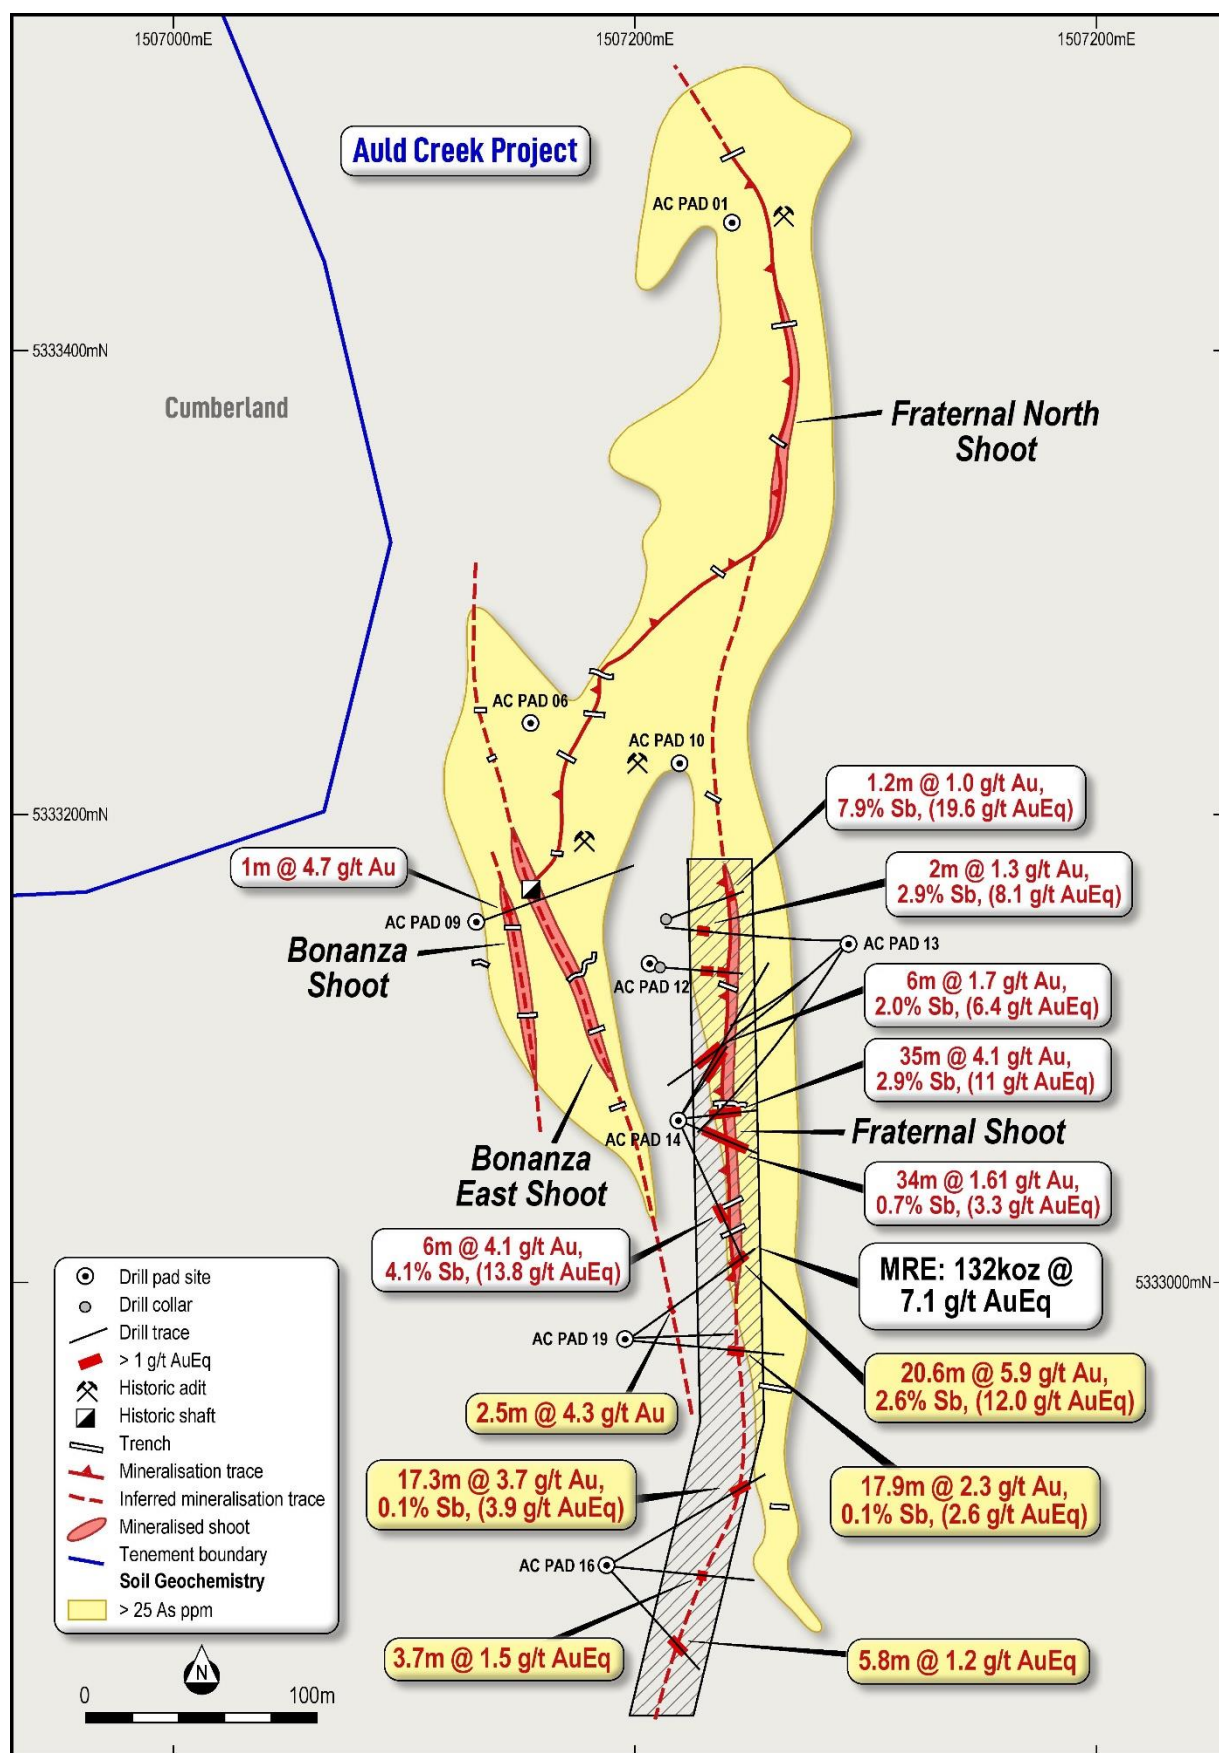 1507000mE
1507200mE
1507200mE
Auld Creek Project
AC PAD 01
5333400mN
Cumberland
Fraternal North
Shoot
AC PAD 06
AC PAD 10
5333200mN
1.2m @ 1.0 g/t Au,
7.9% Sb, (19.6 g/t AuEq)
1m @ 4.7 g/t Au
2m @ 1.3 g/t Au,
2.9% Sb, (8.1 g/t AuEq)
AC PAD 09
AC PAD 13
Bonanza
Shoot
AC PAD 12
6m @ 1.7 g/t Au,
2.0% Sb, (6.4 g/t AuEq)
35m @ 4.1 g/t Au,
2.9% Sb, (11 g/t AuEq)
AC PAD 14
Fraternal Shoot
Bonanza
East Shoot
34m @ 1.61 g/t Au,
0.7% Sb, (3.3 g/t AuEq)
6m @ 4.1 g/t Au,
4.1% Sb, (13.8 g/t AuEq)
MRE: 132koz @
7.1 g/t AuEq
5333000mN
AC PAD 19
20.6m @ 5.9 g/t Au,
2.6% Sb, (12.0 g/t AuEq)
2.5m @ 4.3 g/t Au
17.3m @ 3.7 g/t Au,
0.1% Sb, (3.9 g/t AuEq)
17.9m @ 2.3 g/t Au,
0.1% Sb, (2.6 g/t AuEq)
AC PAD 16
3.7m @ 1.5 g/t AuEq
5.8m @ 1.2 g/t AuEq
Drill pad site
Drill collar
Drill trace
> 1 g/t AuEq
Historic adit
Historic shaft
Trench
Mineralisation trace
Inferred mineralisation trace
Mineralised shoot
Tenement boundary
Soil Geochemistry
> 25 As ppm
N
0 100m